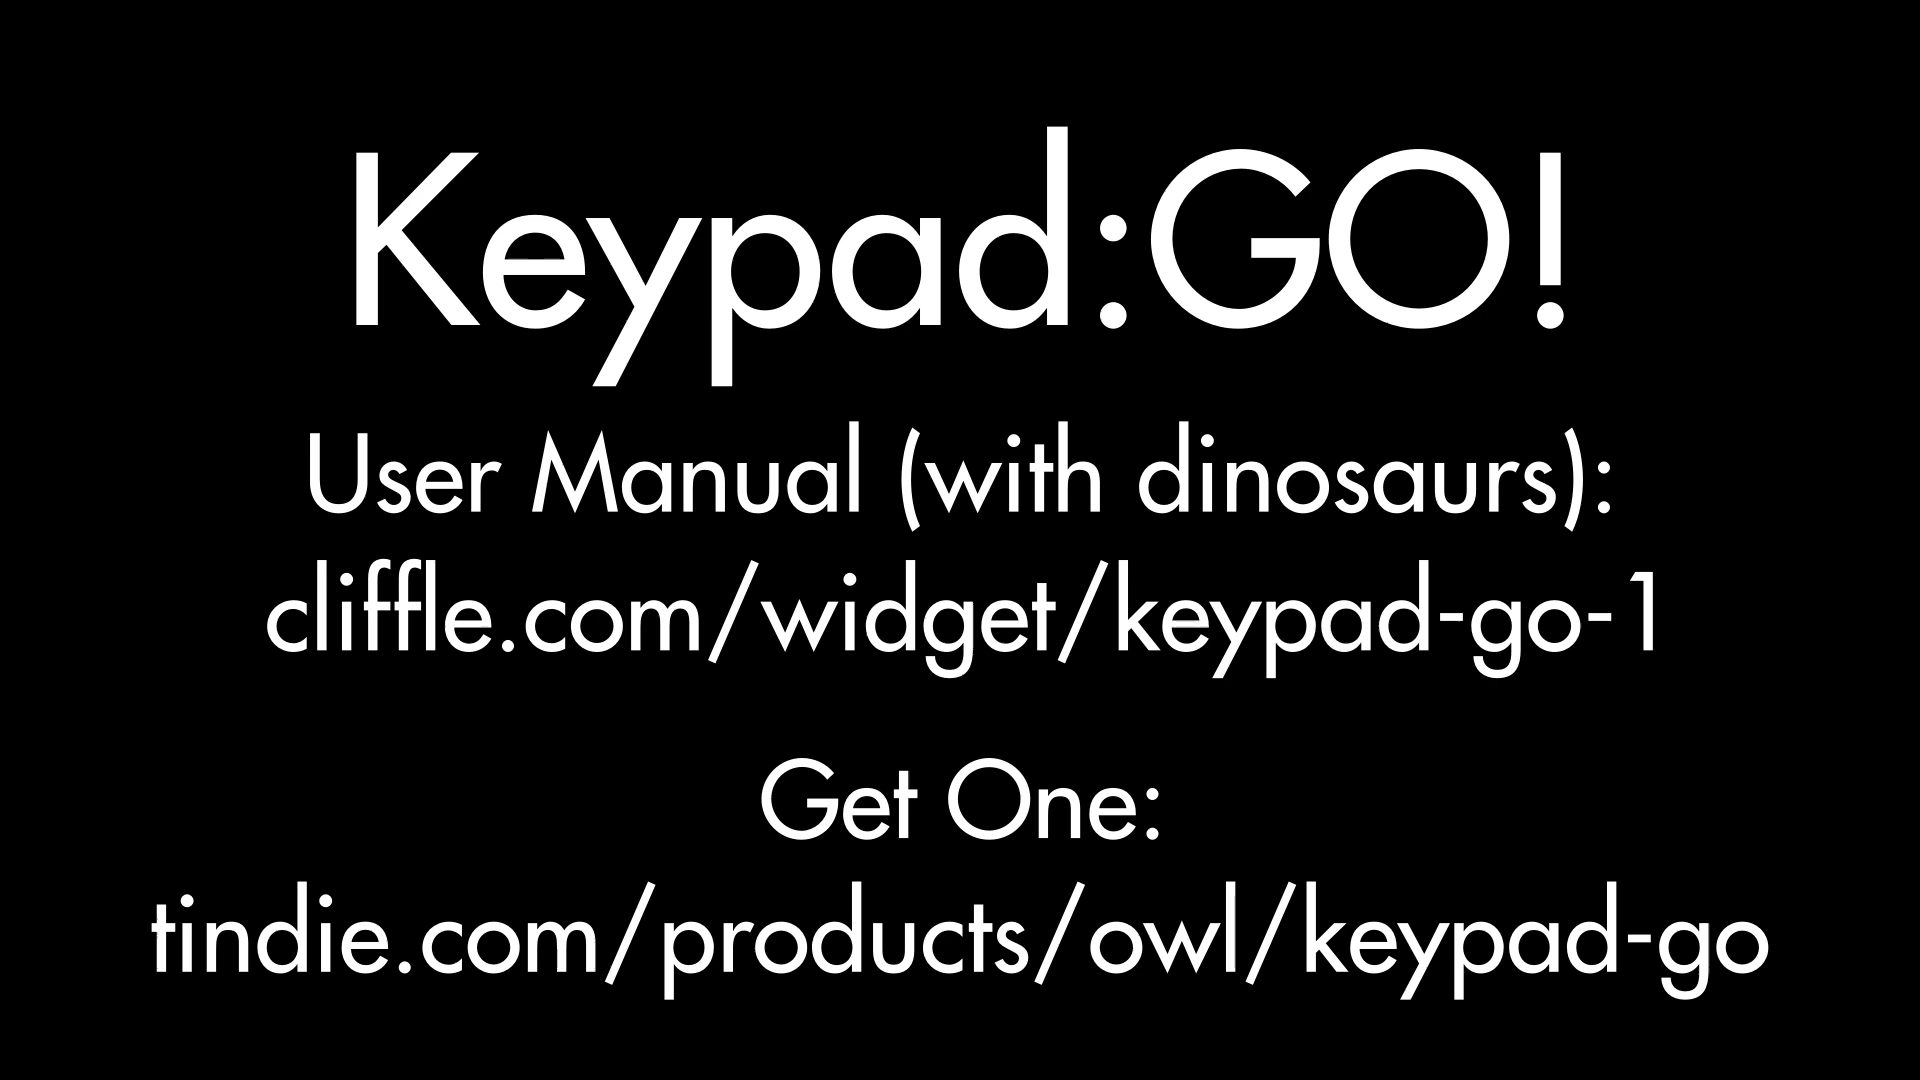 Keypad:GO!
User Manual (with dinosaurs):
cliffle.com/widget/keypad-go-1
Get One:
tindie.com/products/owl/keypad-go